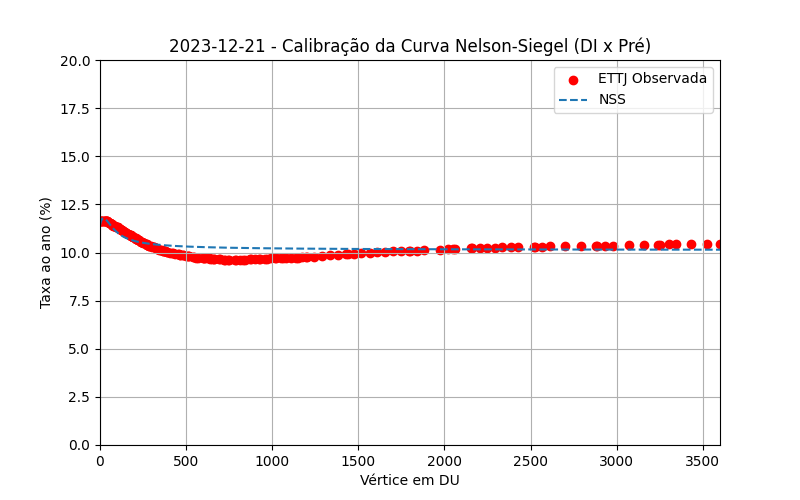 2023-12-21 - Calibração da Curva Nelson-Siegel (DI x Pré)
ETTJ Observada
NSS
Taxa ao ano (%)
20.0
17.5
15.0
12.5
10.0
7.5
5.0
2.5
0.0
0 500 1000 1500 2000 2500 3000 3500
Vértice em DU